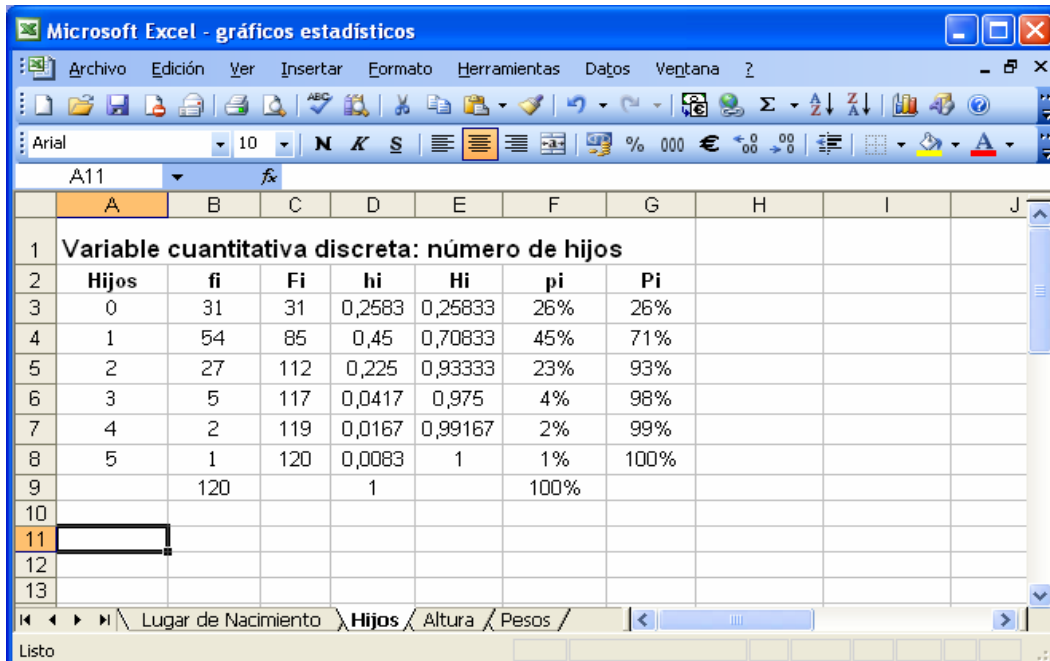 Microsoft Excel - gráficos estadísticos
Archivo Edición Ver Insertar Formato Herramientas Datos Ventana ?
Arial 10 N K S % 000 €
A11 fx
A B C D E F G H I J
1 Variable cuantitativa discreta: número de hijos
2 Hijos fi Fi hi Hi pi Pi
3 0 31 31 0,2583 0,25833 26% 26%
4 1 54 85 0,45 0,70833 45% 71%
5 2 27 112 0,225 0,93333 23% 93%
6 3 5 117 0,0417 0,975 4% 98%
7 4 2 119 0,0167 0,99167 2% 99%
8 5 1 120 0,0083 1 1% 100%
9 120 1 100%
10
11
12
13
Lugar de Nacimiento Hijos Altura Pesos
Listo